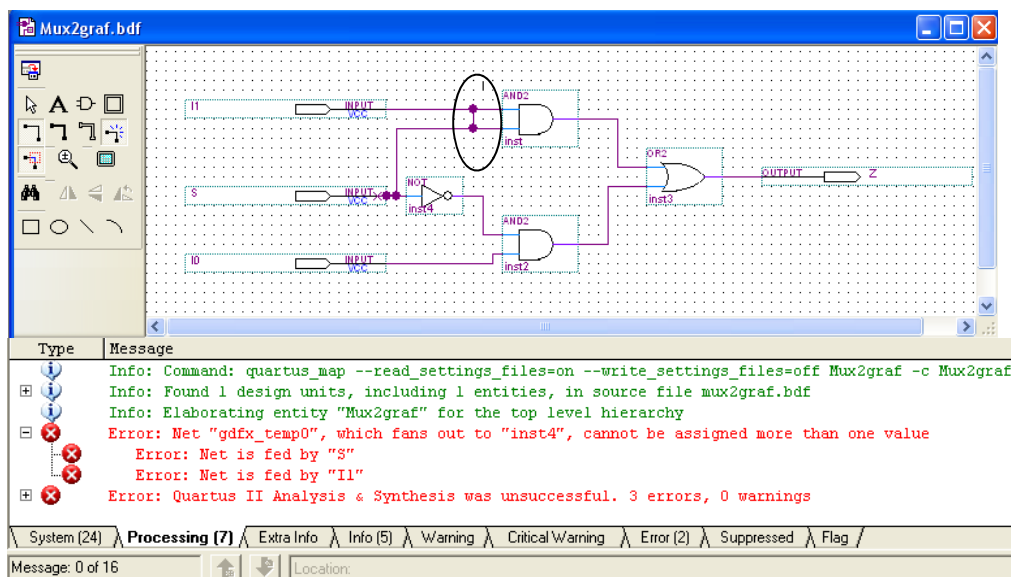 Mux2graf.bdf
I1
INPUT
VCC
AND2
inst
OR2
inst3
OUTPUT
Z
S
INPUT
VCC
NOT
inst4
AND2
inst2
I0
INPUT
VCC
Type Message
Info: Command: quartus_map --read_settings_files=on --write_settings_files=off Mux2graf -c Mux2graf
Info: Found 1 design units, including 1 entities, in source file mux2graf.bdf
Info: Elaborating entity "Mux2graf" for the top level hierarchy
Error: Net "gdfx_temp0", which fans out to "inst4", cannot be assigned more than one value
Error: Net is fed by "S"
Error: Net is fed by "I1"
Error: Quartus II Analysis & Synthesis was unsuccessful. 3 errors, 0 warnings
System (24) Processing (7) Extra Info Info (5) Warning Critical Warning Error (2) Suppressed Flag
Message: 0 of 16 Location: